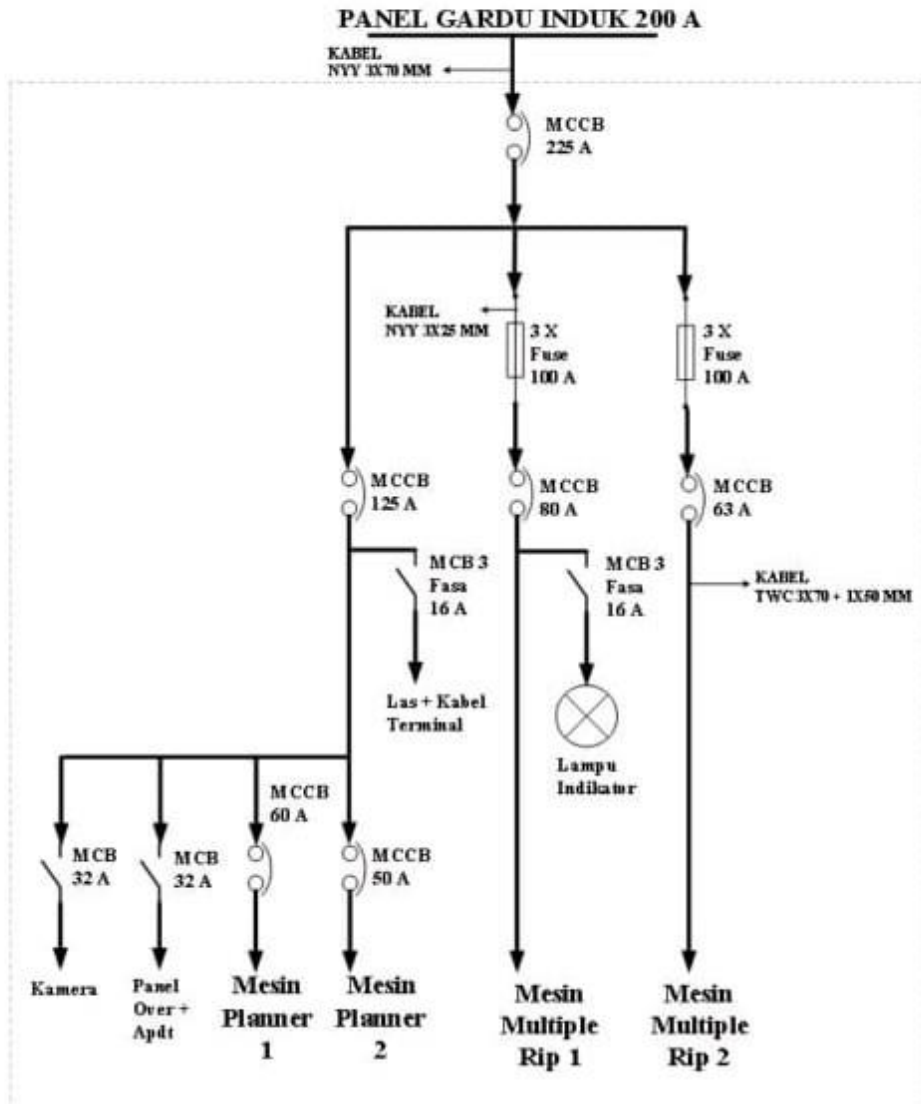 PANEL GARDU INDUK 200 A
KABEL
NYY 3X70 MM
MCCB
225 A
KABEL
NYY 3X25 MM
3 X
Fuse
100 A
3 X
Fuse
100 A
MCCB
125 A
MCCB
80 A
MCCB
63 A
MCB 3
Fasa
16 A
MCB 3
Fasa
16 A
KABEL
TWC 3X70 + 1X50 MM
Las + Kabel
Terminal
Lampu
Indikator
MCCB
60 A
MCB
32 A
MCB
32 A
MCCB
50 A
Kamera
Panel
Over +
Apdt
Mesin
Planner
1
Mesin
Planner
2
Mesin
Multiple
Rip 1
Mesin
Multiple
Rip 2